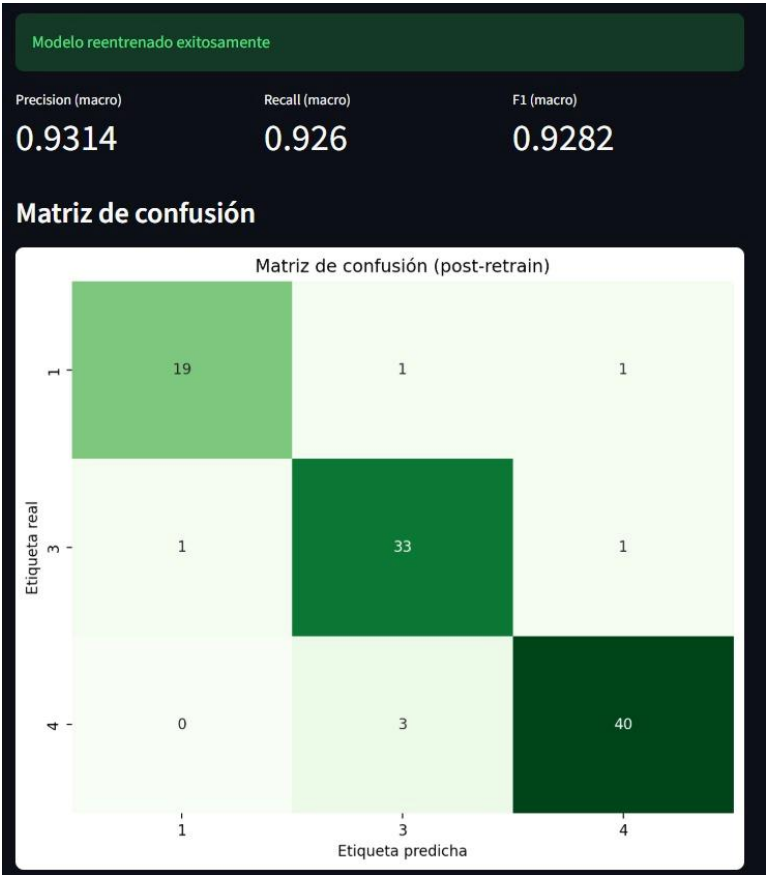 Modelo reentrenado exitosamente
Precision (macro) Recall (macro) F1 (macro)
0.9314 0.926 0.9282
Matriz de confusión
Matriz de confusión (post-retrain)
1 19 1 1
Etiqueta real
3 1 33 1
4 0 3 40
1 3 4
Etiqueta predicha